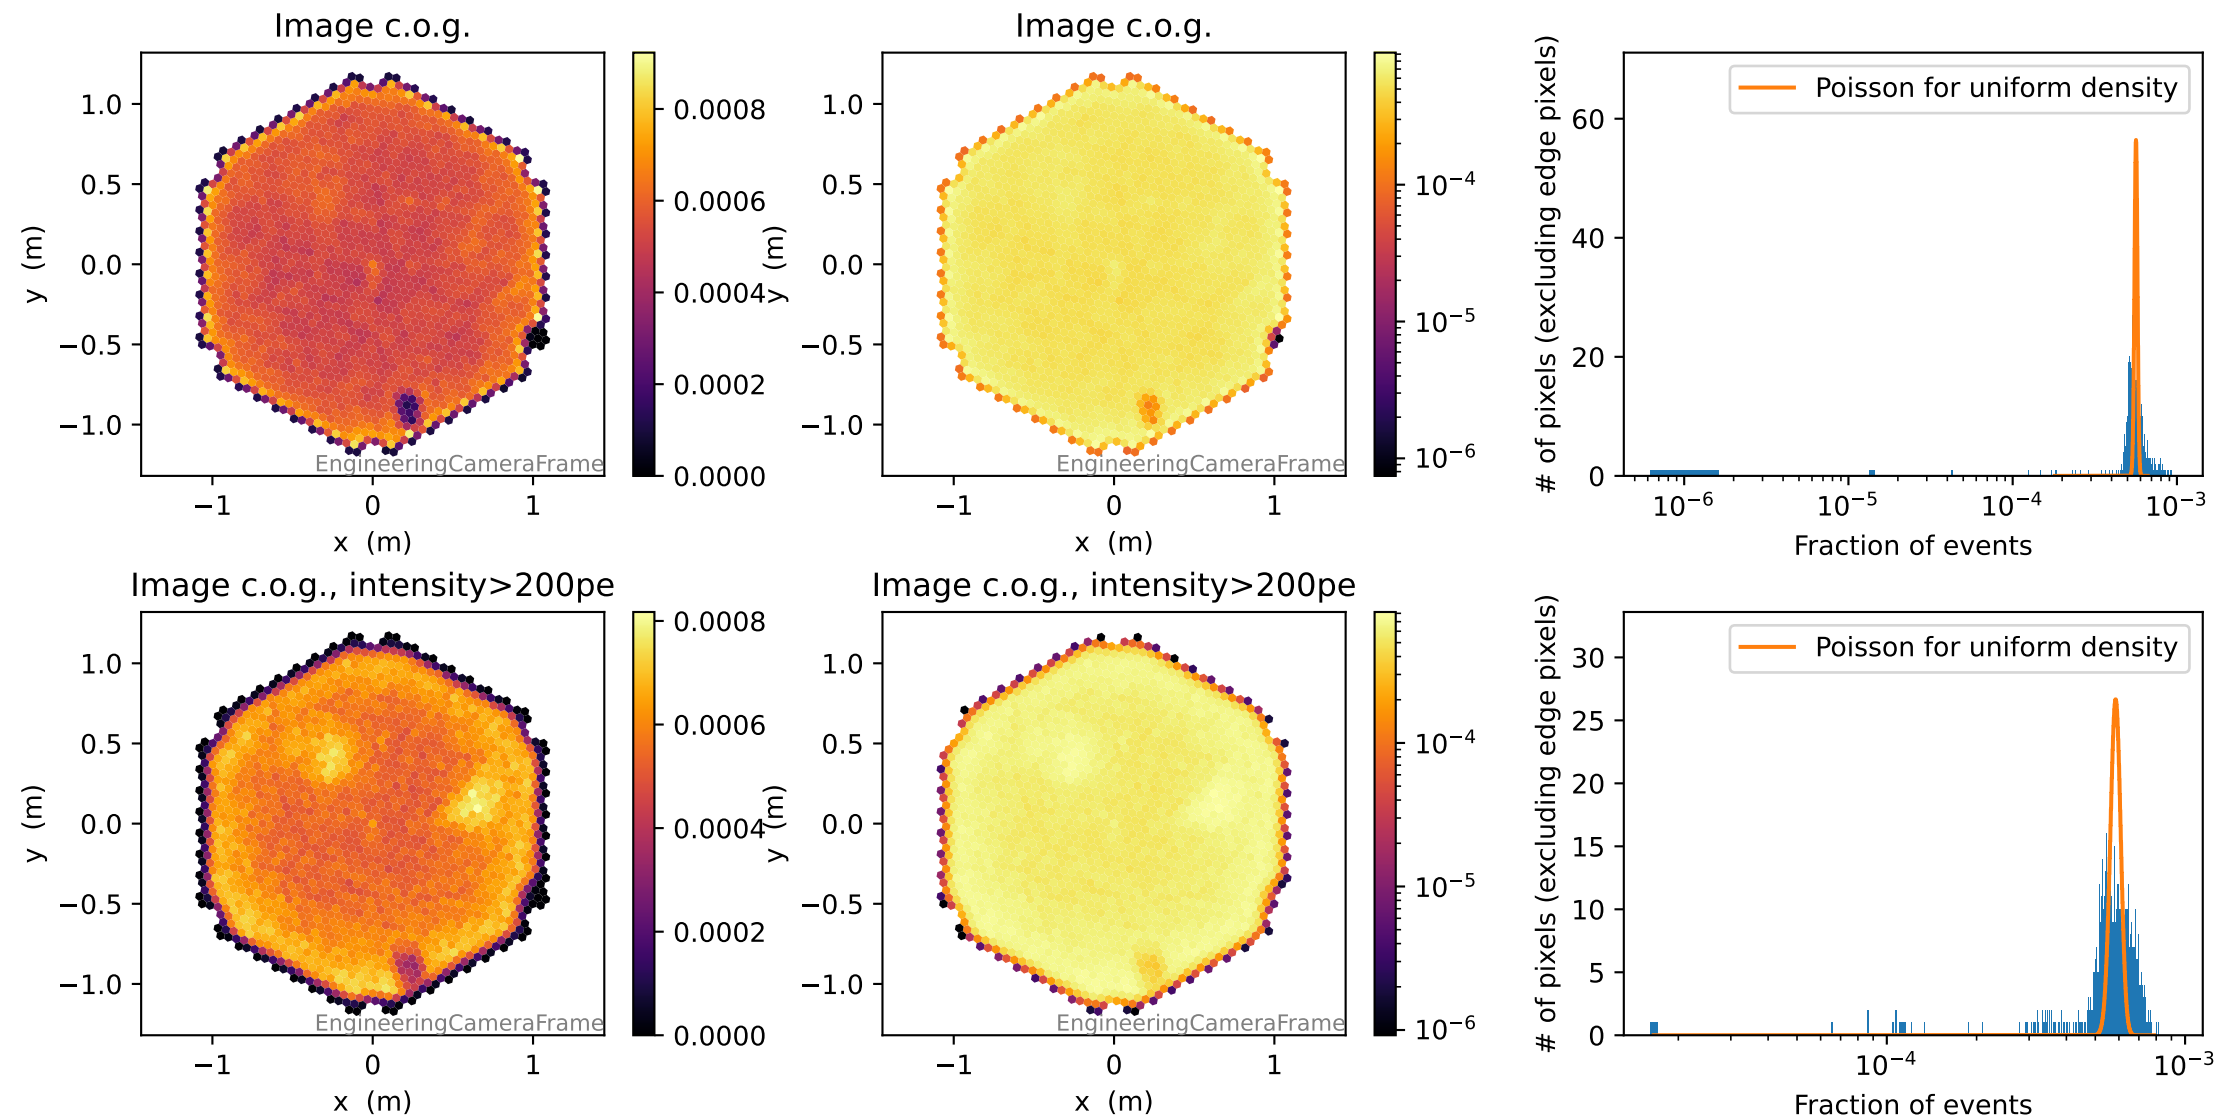 Image c.o.g.
y (m)
1.0
0.5
0.0
−0.5
−1.0
−1
0
1
x (m)
EngineeringCameraFrame
0.0008
0.0006
0.0004
0.0002
0.0000
Image c.o.g.
y (m)
1.0
0.5
0.0
−0.5
−1.0
−1
0
1
x (m)
EngineeringCameraFrame
10⁻⁴
10⁻⁵
10⁻⁶
# of pixels (excluding edge pixels)
60
40
20
0
Poisson for uniform density
10⁻⁶
10⁻⁵
10⁻⁴
10⁻³
Fraction of events
Image c.o.g., intensity>200pe
y (m)
1.0
0.5
0.0
−0.5
−1.0
−1
0
1
x (m)
EngineeringCameraFrame
0.0008
0.0006
0.0004
0.0002
0.0000
Image c.o.g., intensity>200pe
y (m)
1.0
0.5
0.0
−0.5
−1.0
−1
0
1
x (m)
EngineeringCameraFrame
10⁻⁴
10⁻⁵
10⁻⁶
# of pixels (excluding edge pixels)
30
25
20
15
10
5
0
Poisson for uniform density
10⁻⁴
10⁻³
Fraction of events